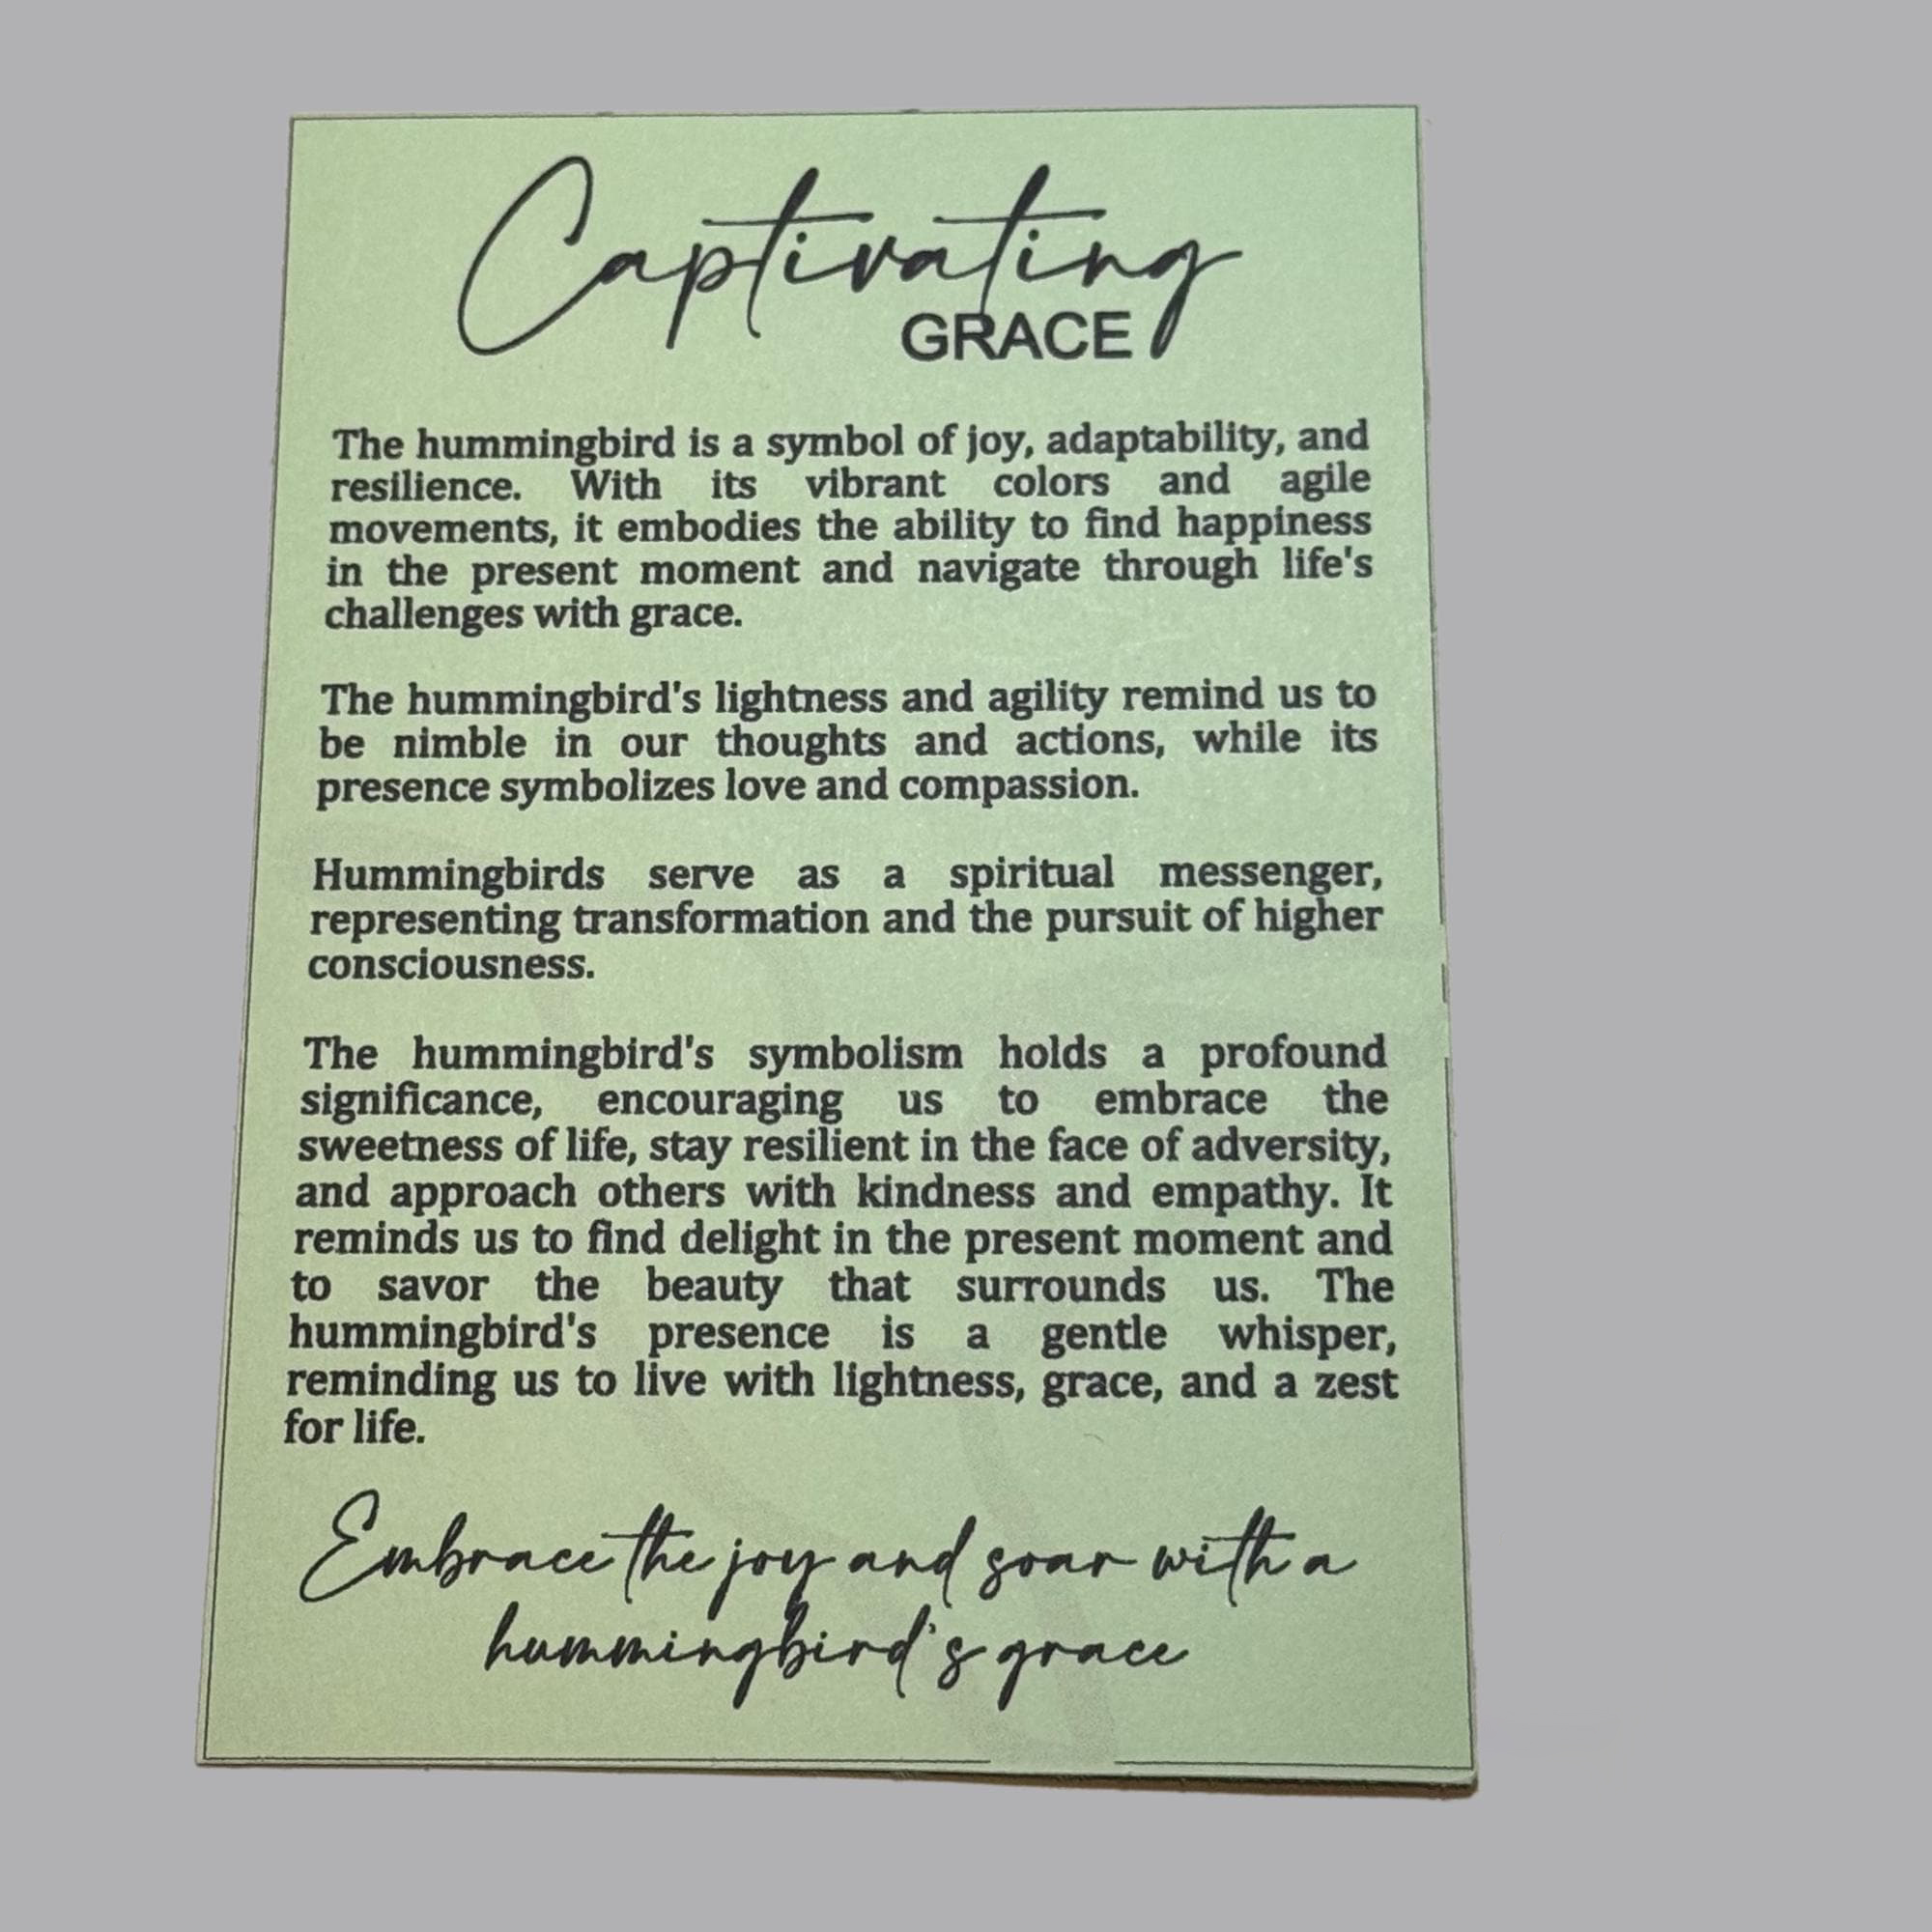 Captivating
GRACE
The hummingbird is a symbol of joy, adaptability, and
resilience. With its vibrant colors and agile
movements, it embodies the ability to find happiness
in the present moment and navigate through life's
challenges with grace.
The hummingbird's lightness and agility remind us to
be nimble in our thoughts and actions, while its
presence symbolizes love and compassion.
Hummingbirds serve as a spiritual messenger,
representing transformation and the pursuit of higher
consciousness.
The hummingbird's symbolism holds a profound
significance, encouraging us to embrace the
sweetness of life, stay resilient in the face of adversity,
and approach others with kindness and empathy. It
reminds us to find delight in the present moment and
to savor the beauty that surrounds us. The
hummingbird's presence is a gentle whisper,
reminding us to live with lightness, grace, and a zest
for life.
Embrace the joy and soar with a
hummingbird's grace